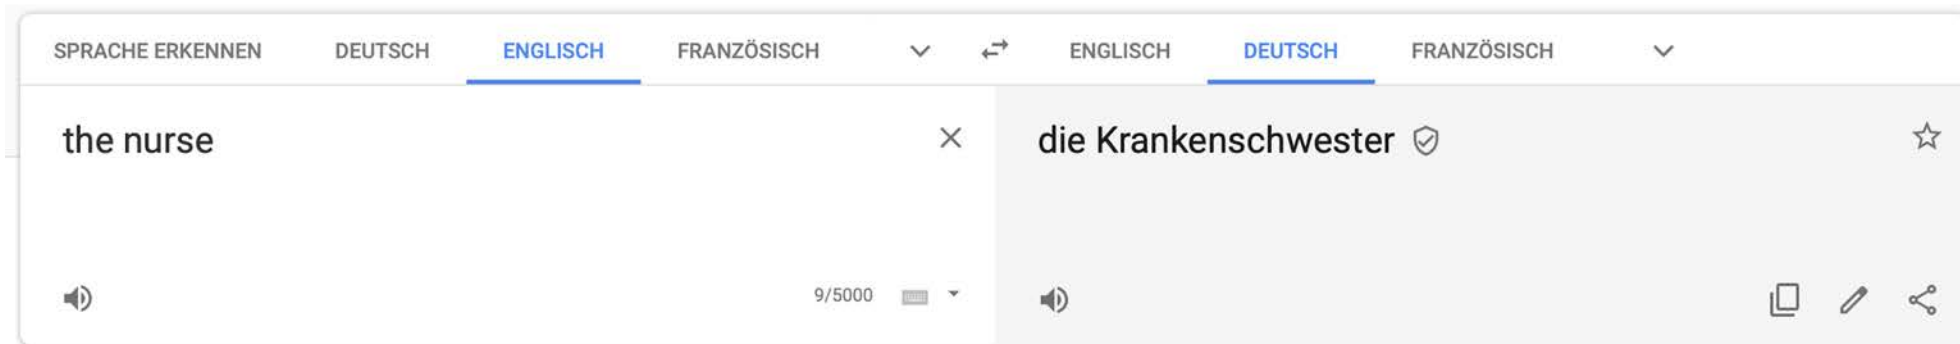 SPRACHE ERKENNEN DEUTSCH ENGLISCH FRANZÖSISCH ENGLISCH DEUTSCH FRANZÖSISCH
the nurse
die Krankenschwester
9/5000